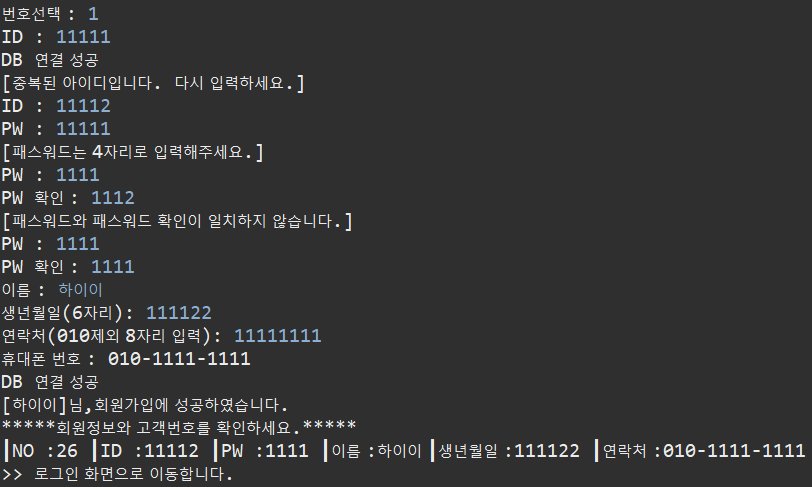 번호선택 : 1
ID : 11111
DB 연결 성공
[중복된 아이디입니다. 다시 입력하세요.]
ID : 11112
PW : 11111
[패스워드는 4자리로 입력해주세요.]
PW : 1111
PW 확인 : 1112
[패스워드와 패스워드 확인이 일치하지 않습니다.]
PW : 1111
PW 확인 : 1111
이름 : 하이이
생년월일(6자리): 111122
연락처(010제외 8자리 입력): 11111111
휴대폰 번호 : 010-1111-1111
DB 연결 성공
[하이이]님,회원가입에 성공하였습니다.
*****회원정보와 고객번호를 확인하세요.*****
┃NO :26 ┃ID :11112 ┃PW :1111 ┃이름 :하이이 ┃생년월일 :111122 ┃연락처 :010-1111-1111
>> 로그인 화면으로 이동합니다.